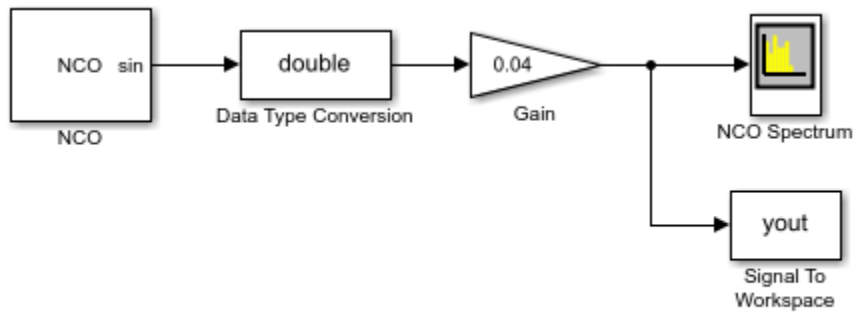 NCO sin
NCO
double
Data Type Conversion
0.04
Gain
NCO Spectrum
yout
Signal To
Workspace